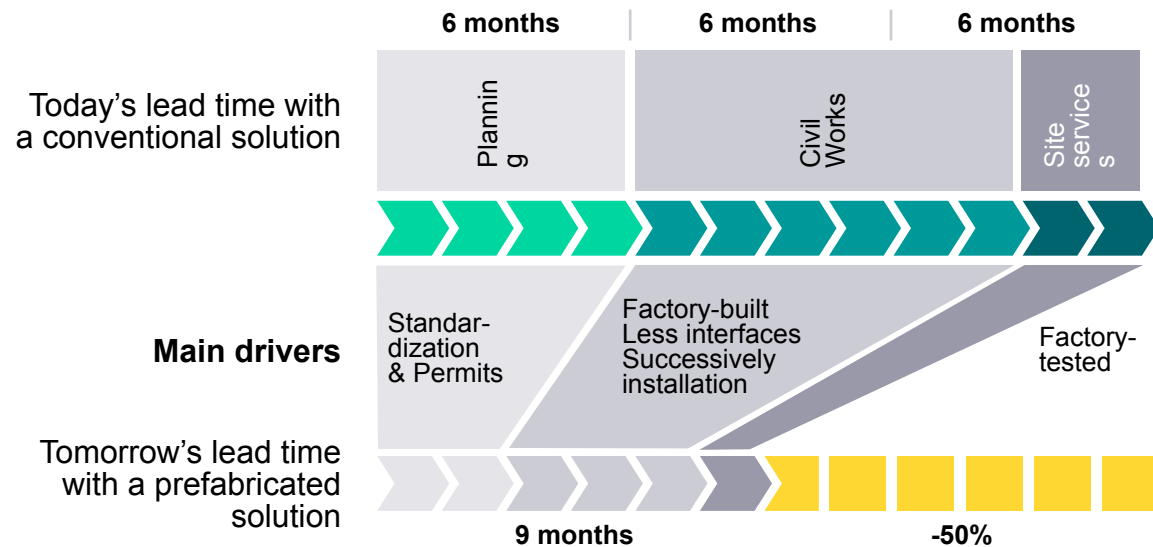 6 months
6 months
6 months
Today’s lead time with
a conventional solution
Plannin
g
Civil
Works
Site
service
s
Main drivers
Standar-
dization
& Permits
Factory-built
Less interfaces
Successively
installation
Factory-
tested
Tomorrow’s lead time
with a prefabricated
solution
9 months
-50%